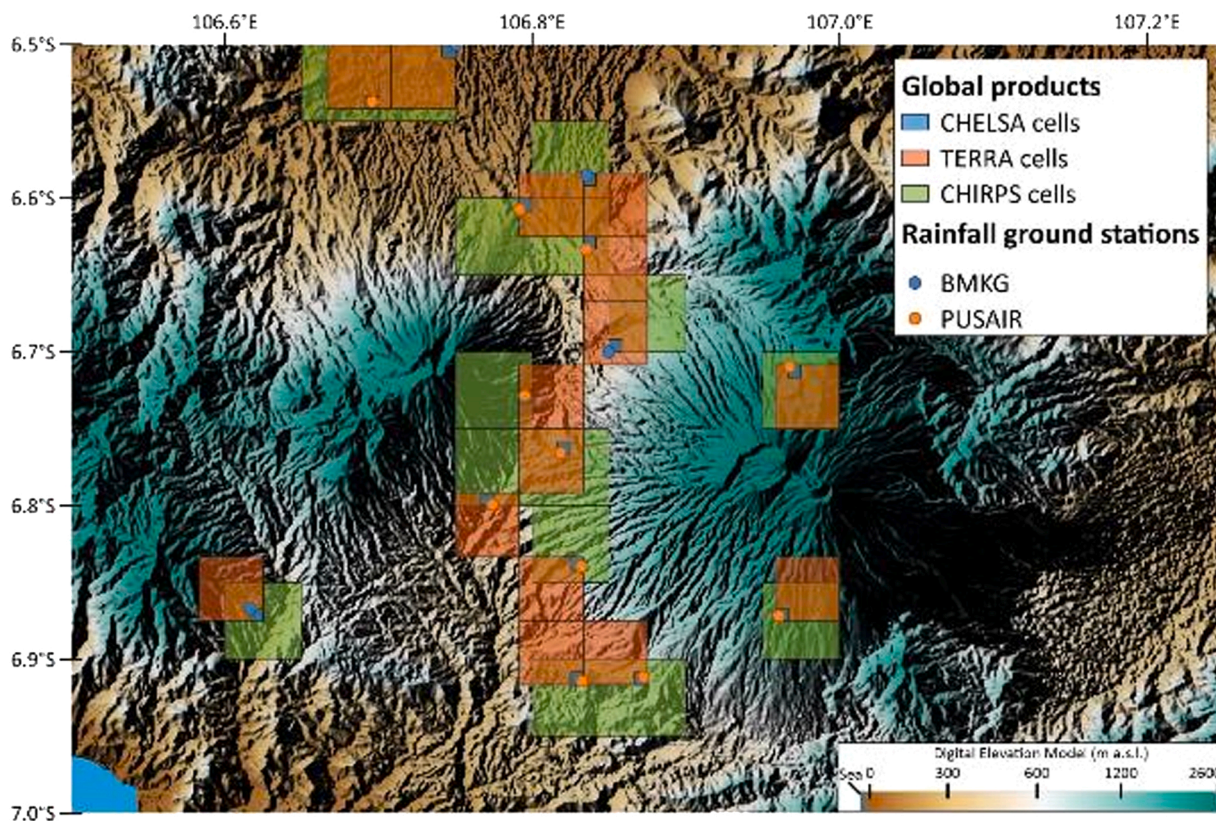 106.6°E 106.8°E 107.0°E 107.2°E
6.5°S
6.6°S
6.7°S
6.8°S
6.9°S
7.0°S
Global products
CHELSA cells
TERRA cells
CHIRPS cells
Rainfall ground stations
BMKG
PUSAIR
Digital Elevation Model (m a.s.l.)
Sea 0 300 600 1200 2600